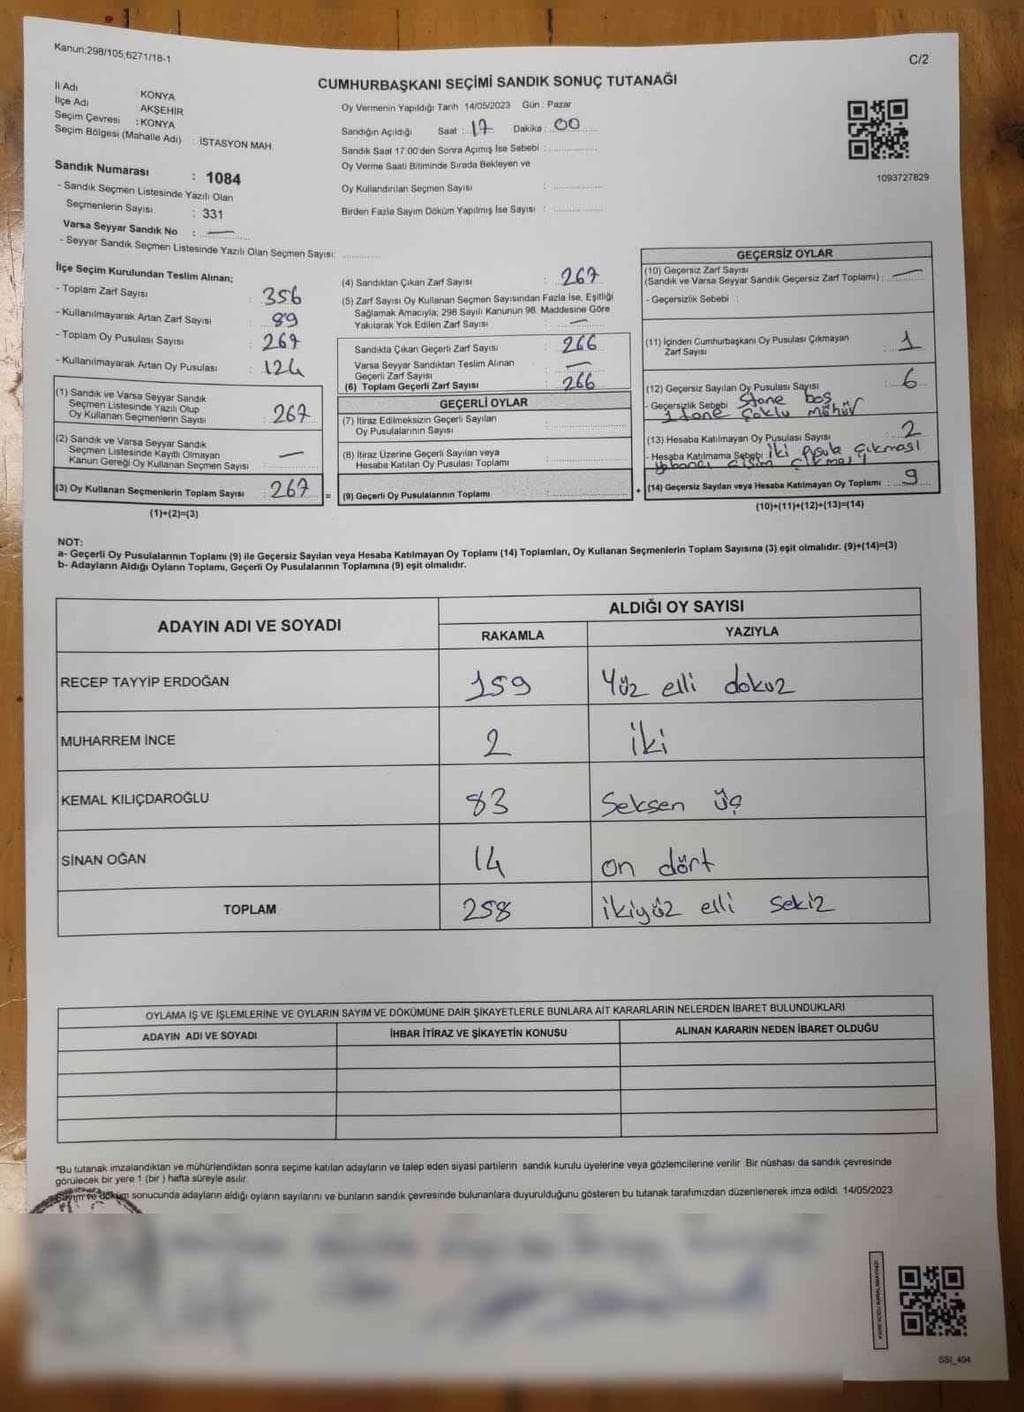 Kanun;298/105,6271/18-1
C/2
CUMHURBAŞKANI SEÇİMİ SANDIK SONUÇ TUTANAĞI
İl Adı : KONYA
İlçe Adı : AKŞEHİR
Seçim Çevresi : KONYA
Seçim Bölgesi (Mahalle Adı) : İSTASYON MAH.
Sandık Numarası : 1084
- Sandık Seçmen Listesinde Yazılı Olan
Seçmenlerin Sayısı : 331
Varsa Seyyar Sandık No : —
- Seyyar Sandık Seçmen Listesinde Yazılı Olan Seçmen Sayısı:
Oy Vermenin Yapıldığı Tarih 14/05/2023 Gün : Pazar
Sandığın Açıldığı Saat : 17 Dakika : 00
Sandık Saat 17:00'den Sonra Açımış İse Sebebi :
Oy Verme Saati Bitiminde Sırada Bekleyen ve
Oy Kullandırılan Seçmen Sayısı :
Birden Fazla Sayım Döküm Yapılmış İse Sayısı :
1093727829
İlçe Seçim Kurulundan Teslim Alınan;
- Toplam Zarf Sayısı : 356
- Kullanılmayarak Artan Zarf Sayısı : 89
- Toplam Oy Pusulası Sayısı : 267
- Kullanılmayarak Artan Oy Pusulası : 124
(1) Sandık ve Varsa Seyyar Sandık
Seçmen Listesinde Yazılı Olup
Oy Kullanan Seçmenlerin Sayısı : 267
(2) Sandık ve Varsa Seyyar Sandık
Seçmen Listesinde Kayıtlı Olmayan
Kanun Gereği Oy Kullanan Seçmen Sayısı : —
(3) Oy Kullanan Seçmenlerin Toplam Sayısı : 267
(1)+(2)=(3)
(4) Sandıktan Çıkan Zarf Sayısı : 267
(5) Zarf Sayısı Oy Kullanan Seçmen Sayısından Fazla İse, Eşitliği
Sağlamak Amacıyla; 298 Sayılı Kanunun 98. Maddesine Göre
Yakılarak Yok Edilen Zarf Sayısı : —
Sandıkta Çıkan Geçerli Zarf Sayısı : 266
Varsa Seyyar Sandıktan Teslim Alınan
Geçerli Zarf Sayısı : —
(6) Toplam Geçerli Zarf Sayısı : 266
GEÇERLİ OYLAR
(7) İtiraz Edilmeksizin Geçerli Sayılan
Oy Pusulalarının Sayısı :
(8) İtiraz Üzerine Geçerli Sayılan veya
Hesaba Katılan Oy Pusulası Toplamı :
= (9) Geçerli Oy Pusulalarının Toplamı :
GEÇERSİZ OYLAR
(10) Geçersiz Zarf Sayısı
(Sandık ve Varsa Seyyar Sandık Geçersiz Zarf Toplamı) : —
- Geçersizlik Sebebi :
(11) İçinden Cumhurbaşkanı Oy Pusulası Çıkmayan
Zarf Sayısı : 1
(12) Geçersiz Sayılan Oy Pusulası Sayısı : 6
- Geçersizlik Sebebi 5tane boş
1 tane Çoklu Mühür
(13) Hesaba Katılmayan Oy Pusulası Sayısı : 2
- Hesaba Katılmama Sebebi iki pusula çıkması
yabancı cisim çıkması
+ (14) Geçersiz Sayılan veya Hesaba Katılmayan Oy Toplamı : 9
(10)+(11)+(12)+(13)=(14)
NOT:
a- Geçerli Oy Pusulalarının Toplamı (9) ile Geçersiz Sayılan veya Hesaba Katılmayan Oy Toplamı (14) Toplamları, Oy Kullanan Seçmenlerin Toplam Sayısına (3) eşit olmalıdır. (9)+(14)=(3)
b- Adayların Aldığı Oyların Toplamı, Geçerli Oy Pusulalarının Toplamına (9) eşit olmalıdır.
ADAYIN ADI VE SOYADI
ALDIĞI OY SAYISI
RAKAMLA YAZIYLA
RECEP TAYYİP ERDOĞAN 159 Yüz elli dokuz
MUHARREM İNCE 2 iki
KEMAL KILIÇDAROĞLU 83 Seksen üç
SİNAN OĞAN 14 on dört
TOPLAM 258 ikiyüz elli sekiz
OYLAMA İŞ VE İŞLEMLERİNE VE OYLARIN SAYIM VE DÖKÜMÜNE DAİR ŞİKAYETLERLE BUNLARA AİT KARARLARIN NELERDEN İBARET BULUNDUKLARI
ADAYIN ADI VE SOYADI İHBAR İTİRAZ VE ŞİKAYETİN KONUSU ALINAN KARARIN NEDEN İBARET OLDUĞU
*Bu tutanak imzalandıktan ve mühürlendikten sonra seçime katılan adayların ve talep eden siyasi partilerin sandık kurulu üyelerine veya gözlemcilerine verilir. Bir nüshası da sandık çevresinde
görülecek bir yere 1 (bir ) hafta süreyle asılır.
Sayım ve döküm sonucunda adayların aldığı oyların sayılarını ve bunların sandık çevresinde bulunanlara duyurulduğunu gösteren bu tutanak tarafımızdan düzenlenerek imza edildi. 14/05/2023
SSI_404